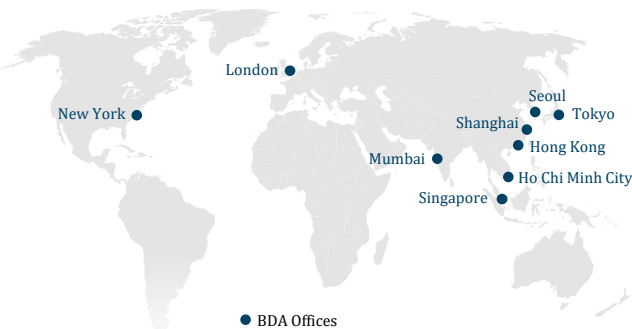 London
Seoul
New York
Tokyo
Shanghai
Hong Kong
Mumbai
Ho Chi Minh City
Singapore
BDA Offices